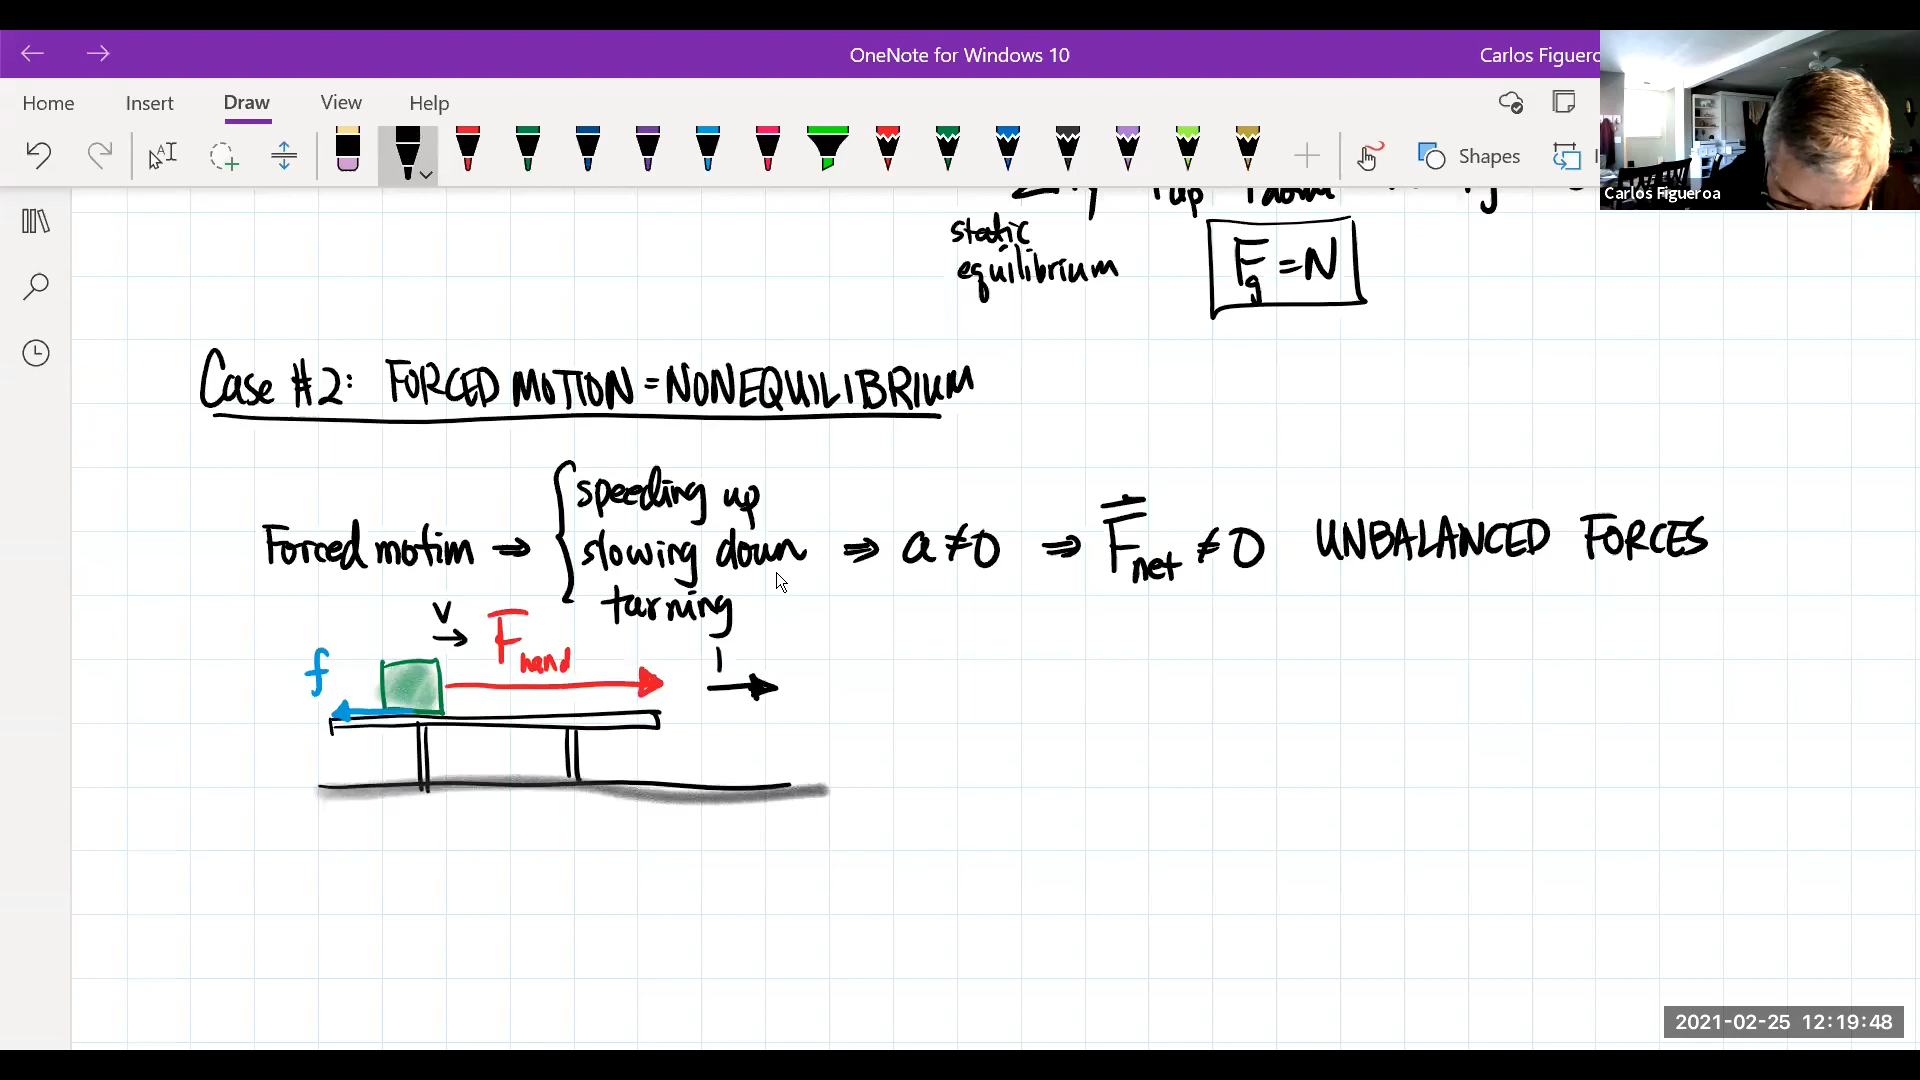 OneNote for Windows 10
Carlos Figuero
Home Insert Draw View Help
Shapes
Carlos Figueroa
static
equilibrium
Fg = N
Case #2: FORCED MOTION = NONEQUILIBRIUM
speeding up
Forced motion ⇒ slowing down ⇒ a ≠ 0 ⇒ Fnet ≠ 0 UNBALANCED FORCES
turning
v
Fhand
f
2021-02-25 12:19:48